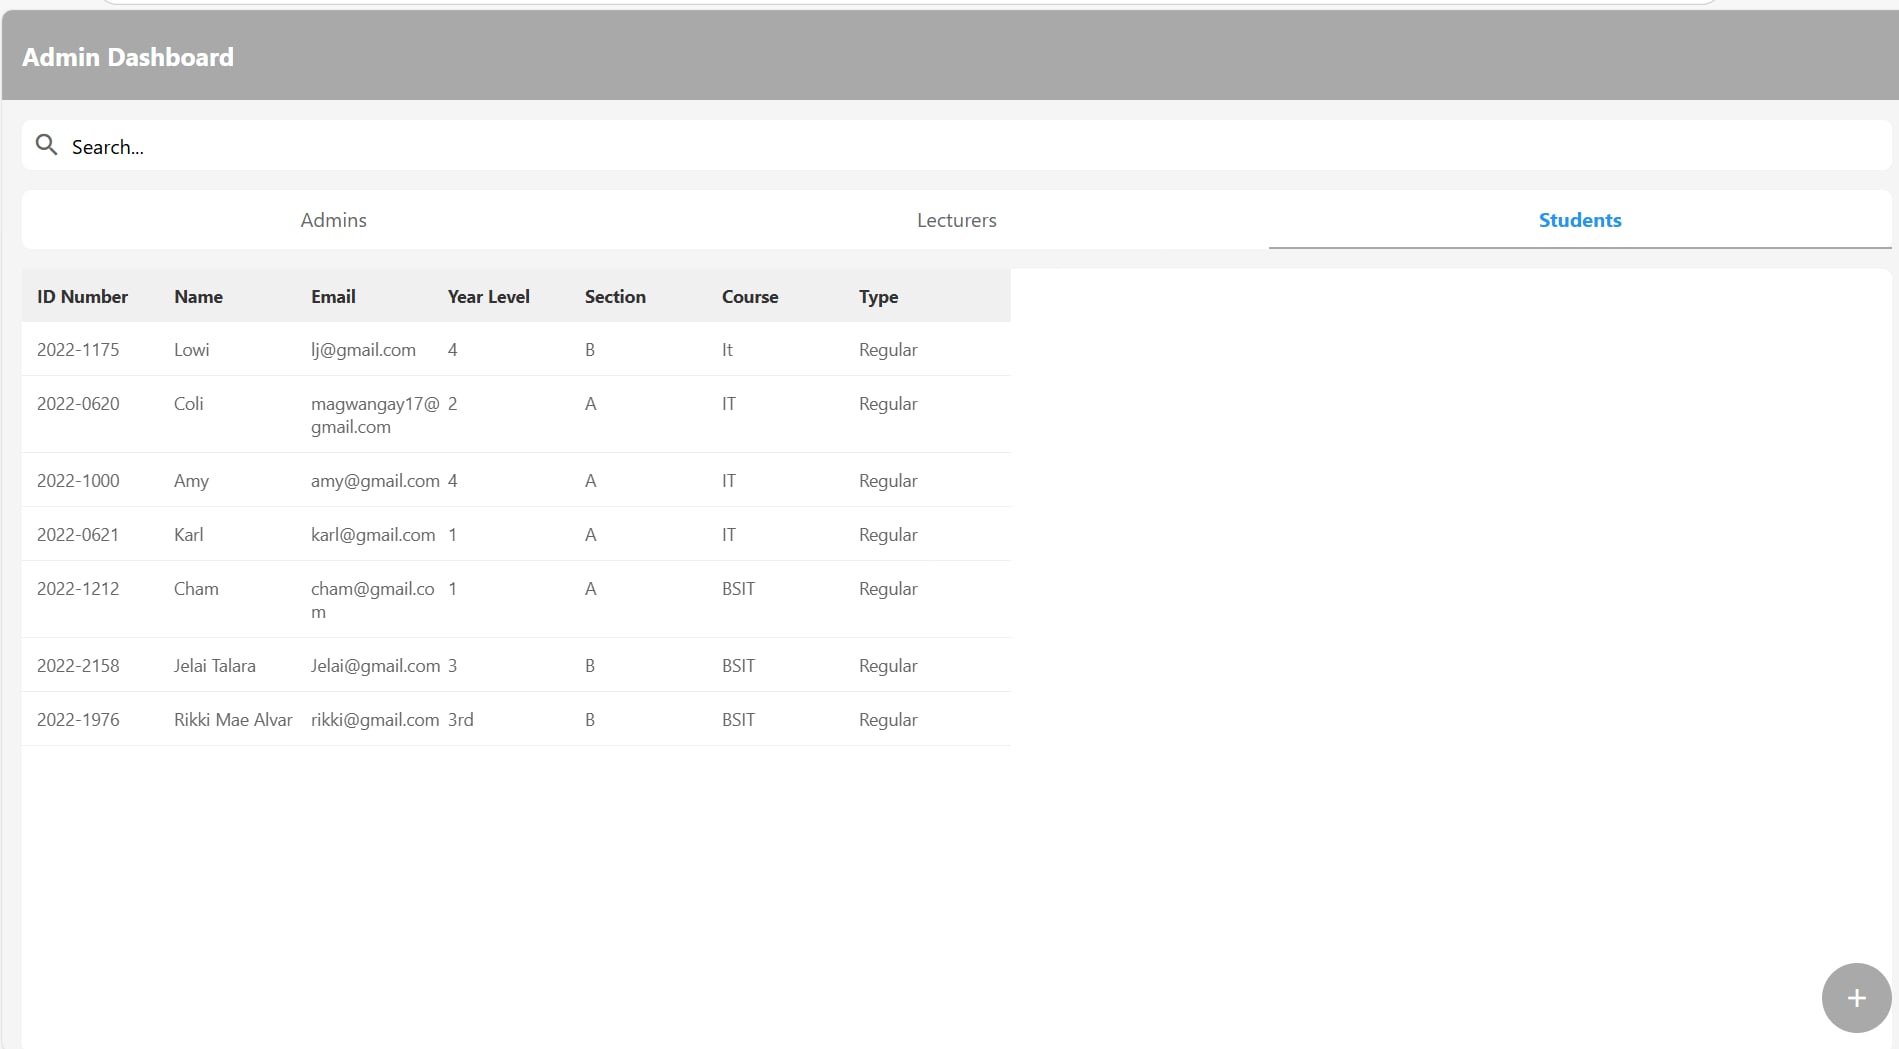 Admin Dashboard
Search...
Admins Lecturers Students
ID Number Name Email Year Level Section Course Type
2022-1175 Lowi lj@gmail.com 4 B It Regular
2022-0620 Coli magwangay17@ 2 A IT Regular
gmail.com
2022-1000 Amy amy@gmail.com 4 A IT Regular
2022-0621 Karl karl@gmail.com 1 A IT Regular
2022-1212 Cham cham@gmail.co 1 A BSIT Regular
m
2022-2158 Jelai Talara Jelai@gmail.com 3 B BSIT Regular
2022-1976 Rikki Mae Alvar rikki@gmail.com 3rd B BSIT Regular
+